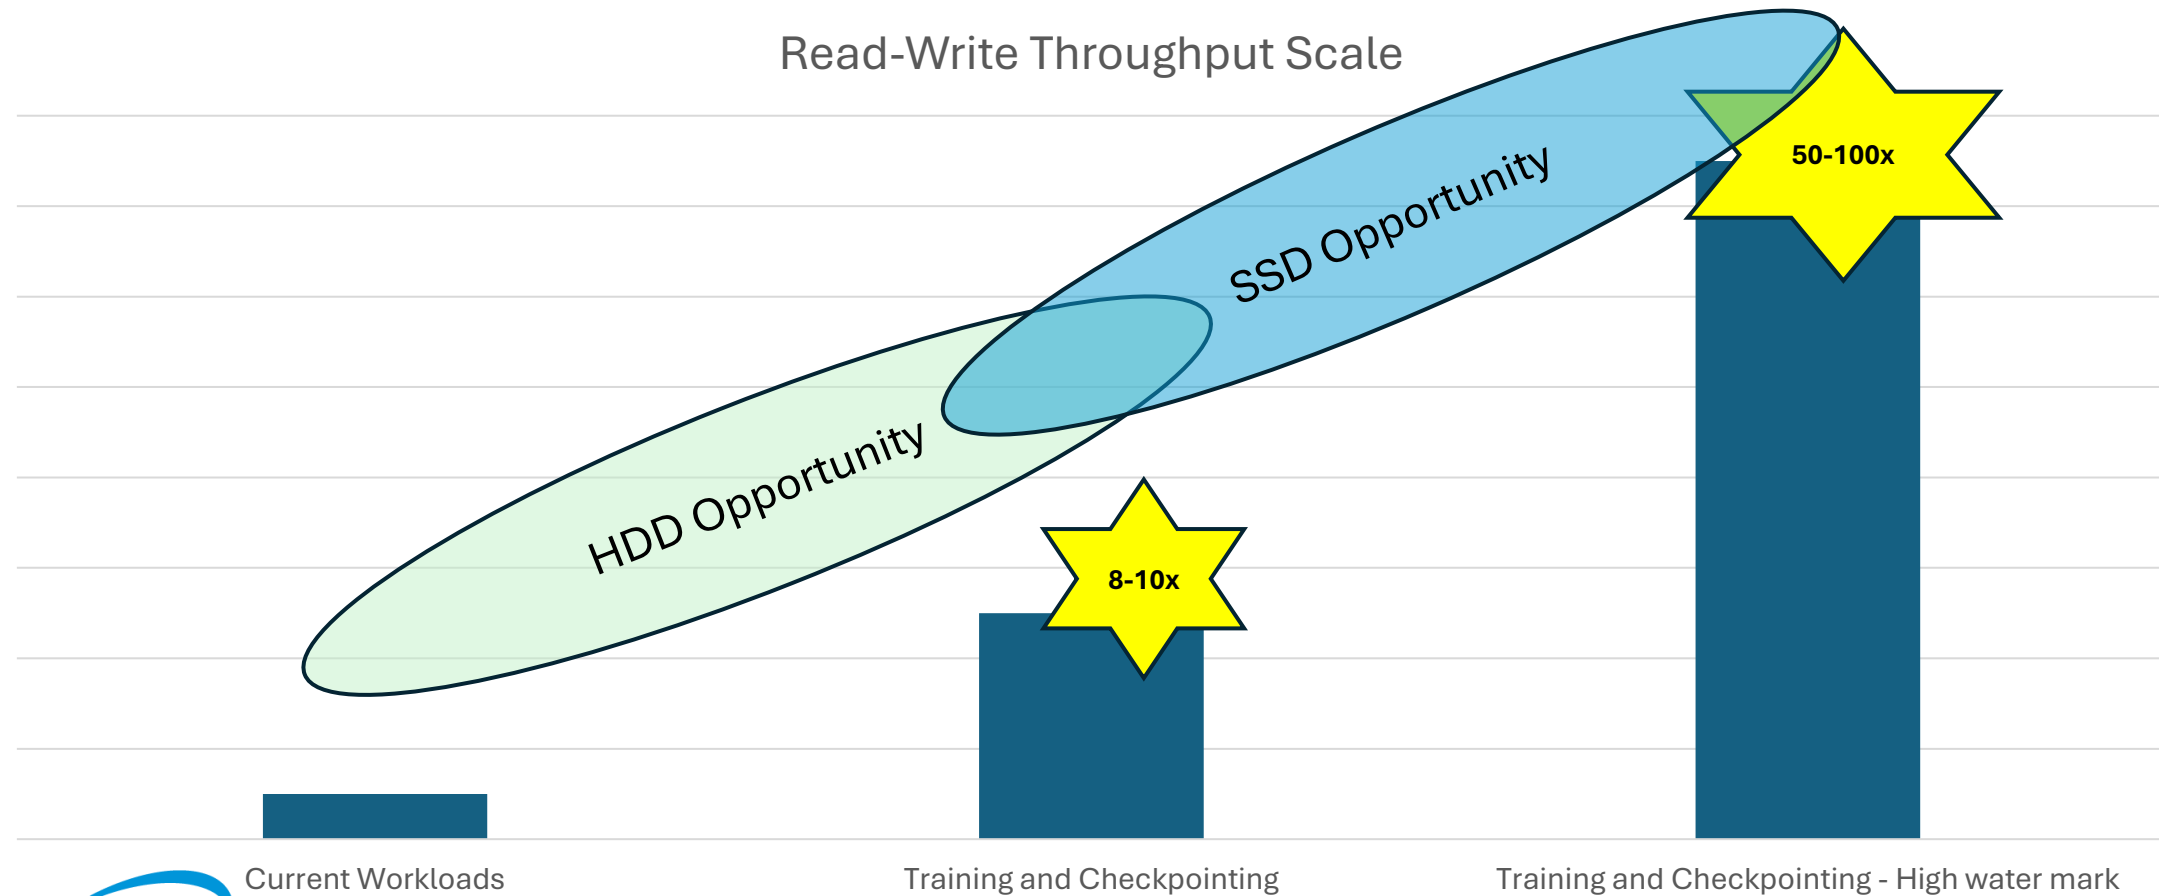 Read-Write Throughput Scale
50-100x
SSD Opportunity
HDD Opportunity
8-10x
Current Workloads
Training and Checkpointing
Training and Checkpointing - High water mark